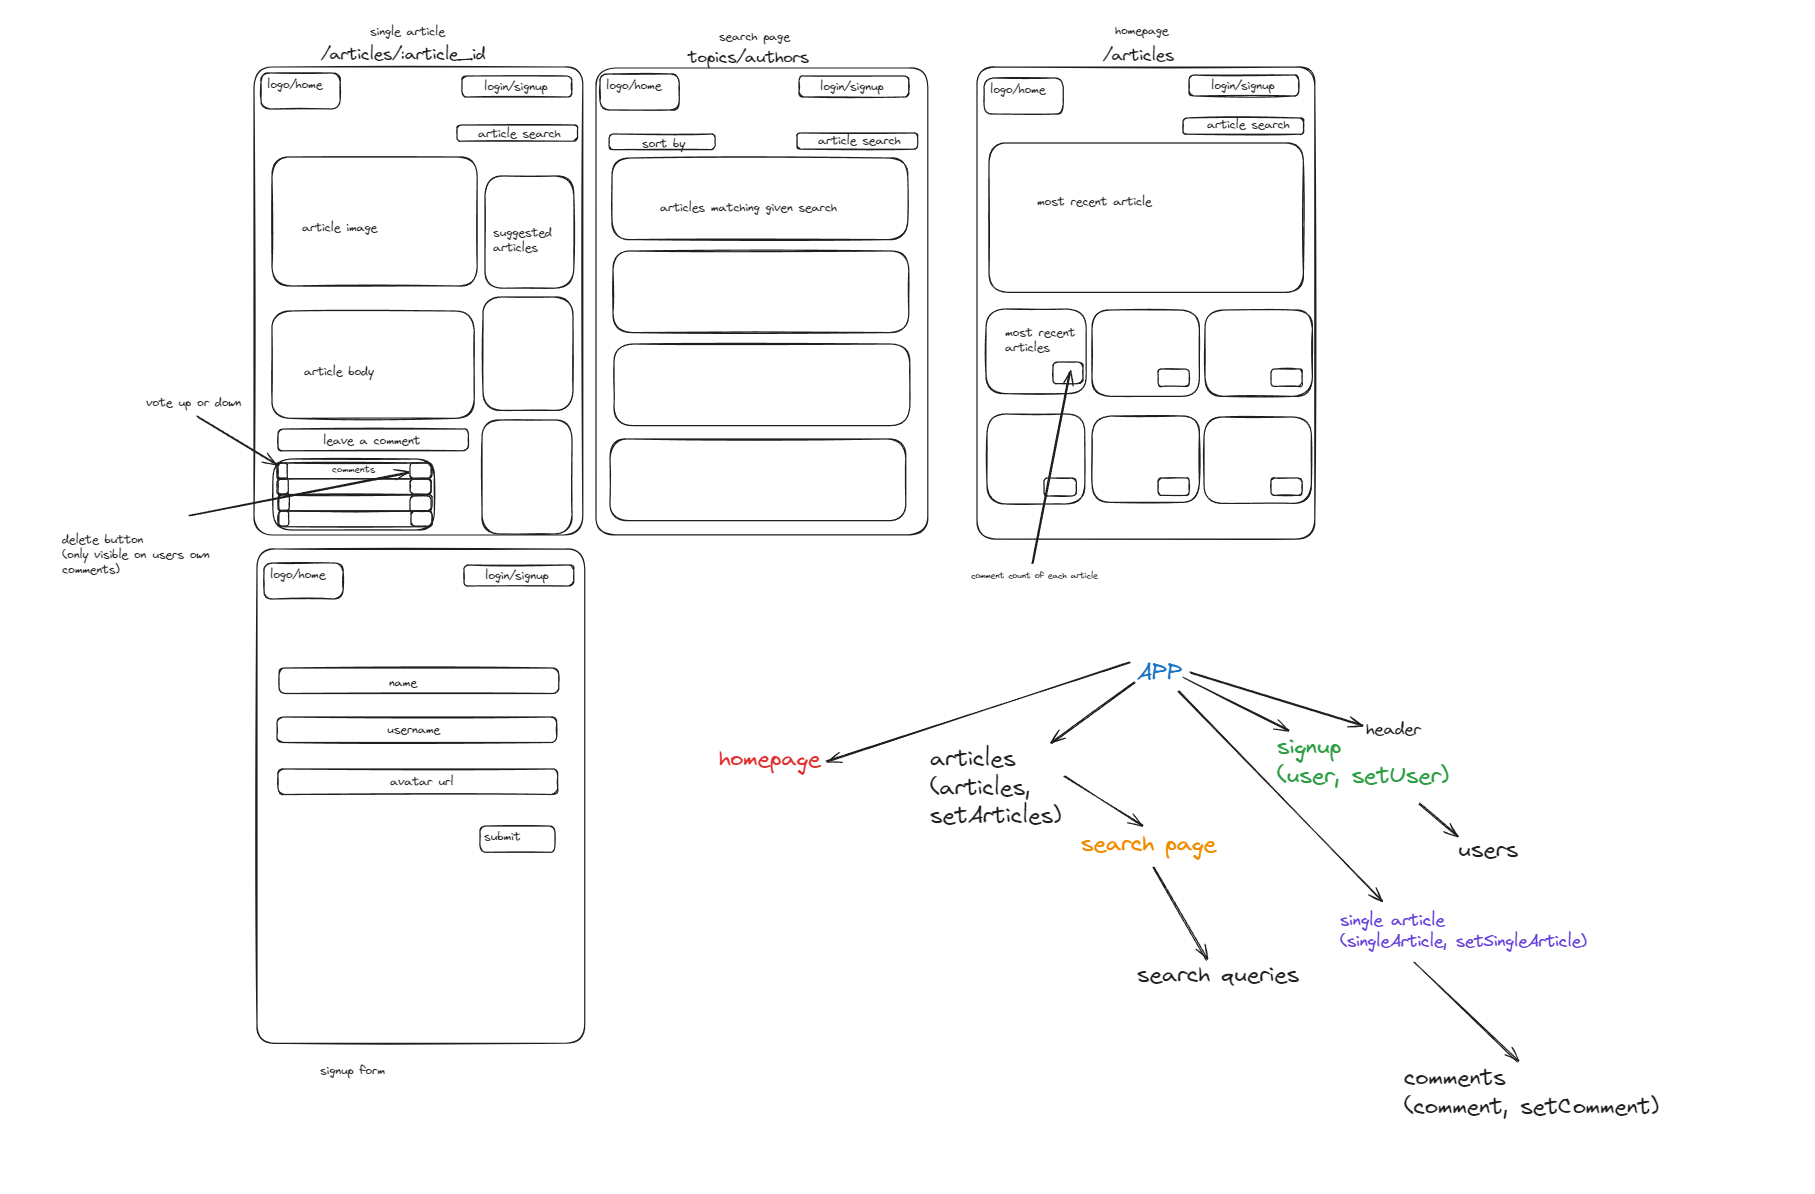 single article
/articles/:article_id
logo/home
login/signup
article search
article image
suggested
articles
article body
vote up or down
leave a comment
comments
delete button
(only visible on users own
comments)
search page
topics/authors
logo/home
login/signup
sort by
article search
articles matching given search
homepage
/articles
logo/home
login/signup
article search
most recent article
most recent
articles
comment count of each article
logo/home
login/signup
name
username
avatar url
submit
signup form
APP
homepage
articles
(articles,
setArticles)
search page
search queries
header
signup
(user, setUser)
users
single article
(singleArticle, setSingleArticle)
comments
(comment, setComment)